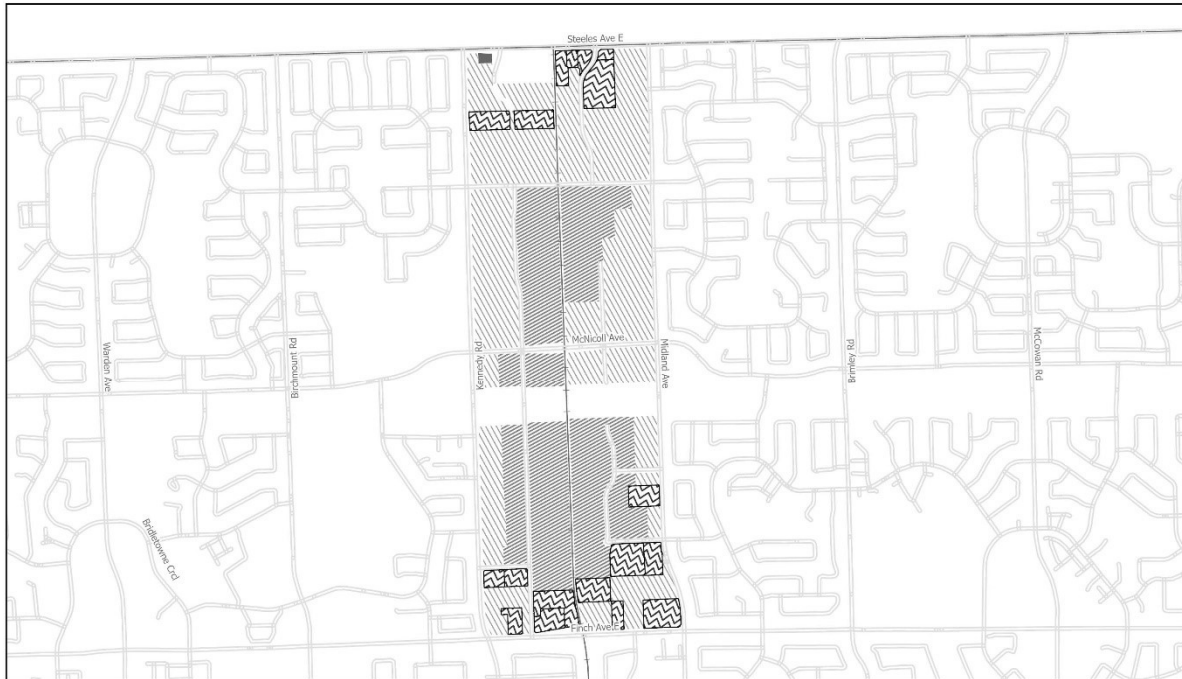 Steeles Ave E
McNicoll Ave
Warden Ave
Birchmount Rd
Kennedy Rd
Midland Ave
Brimley Rd
McCowan Rd
Bridletowne Crcl
Finch Ave E